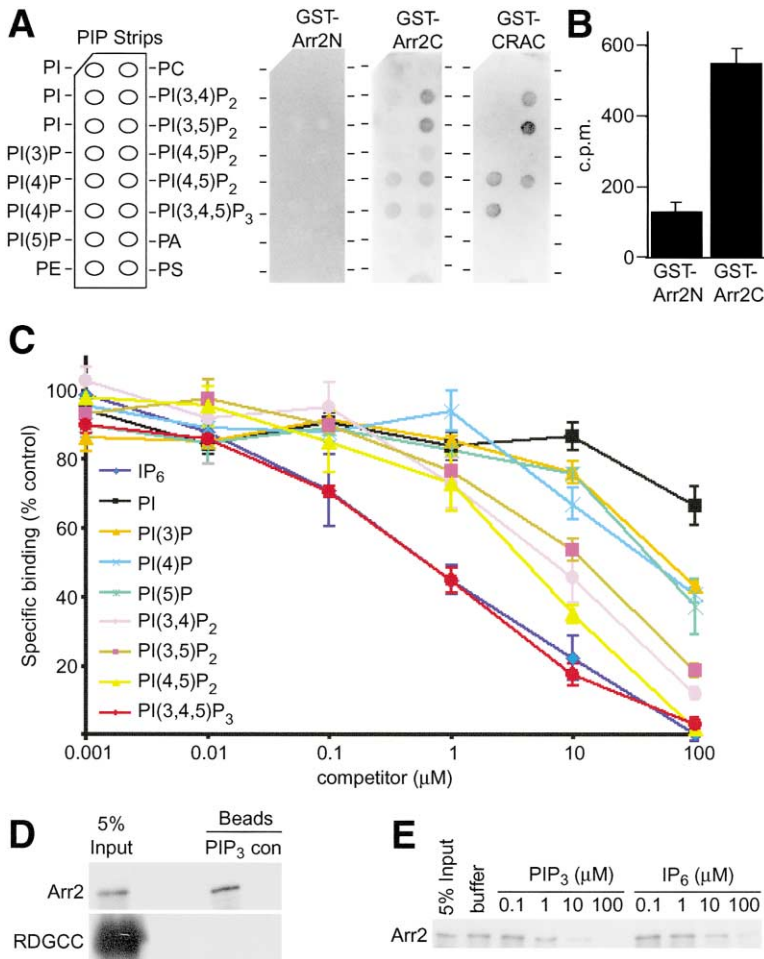 A
PIP Strips
PI
PI
PI
PI(3)P
PI(4)P
PI(4)P
PI(5)P
PE
PC
PI(3,4)P2
PI(3,5)P2
PI(4,5)P2
PI(4,5)P2
PI(3,4,5)P3
PA
PS
GST-
Arr2N
GST-
Arr2C
GST-
CRAC
B
c.p.m.
600
400
200
0
GST-
Arr2N
GST-
Arr2C
C
Specific binding (% control)
100
80
60
40
20
IP6
PI
PI(3)P
PI(4)P
PI(5)P
PI(3,4)P2
PI(3,5)P2
PI(4,5)P2
PI(3,4,5)P3
0.001 0.01 0.1 1 10 100
competitor (μM)
D
5%
Input
Beads
PIP3 con
Arr2
RDGCC
E
5% Input
buffer
PIP3 (μM)
0.1 1 10 100
IP6 (μM)
0.1 1 10 100
Arr2